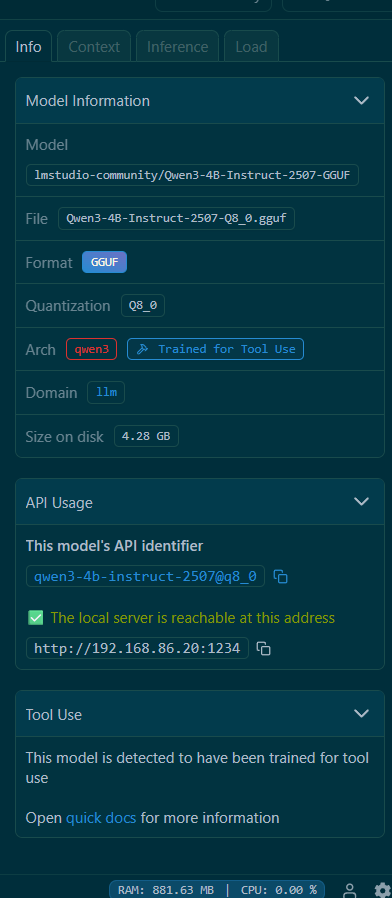 Info
Context
Inference
Load
Model Information
Model
lmstudio-community/Qwen3-4B-Instruct-2507-GGUF
File Qwen3-4B-Instruct-2507-Q8_0.gguf
Format GGUF
Quantization Q8_0
Arch qwen3 Trained for Tool Use
Domain llm
Size on disk 4.28 GB
API Usage
This model's API identifier
qwen3-4b-instruct-2507@q8_0
✅ The local server is reachable at this address
http://192.168.86.20:1234
Tool Use
This model is detected to have been trained for tool
use
Open quick docs for more information
RAM: 881.63 MB | CPU: 0.00 %